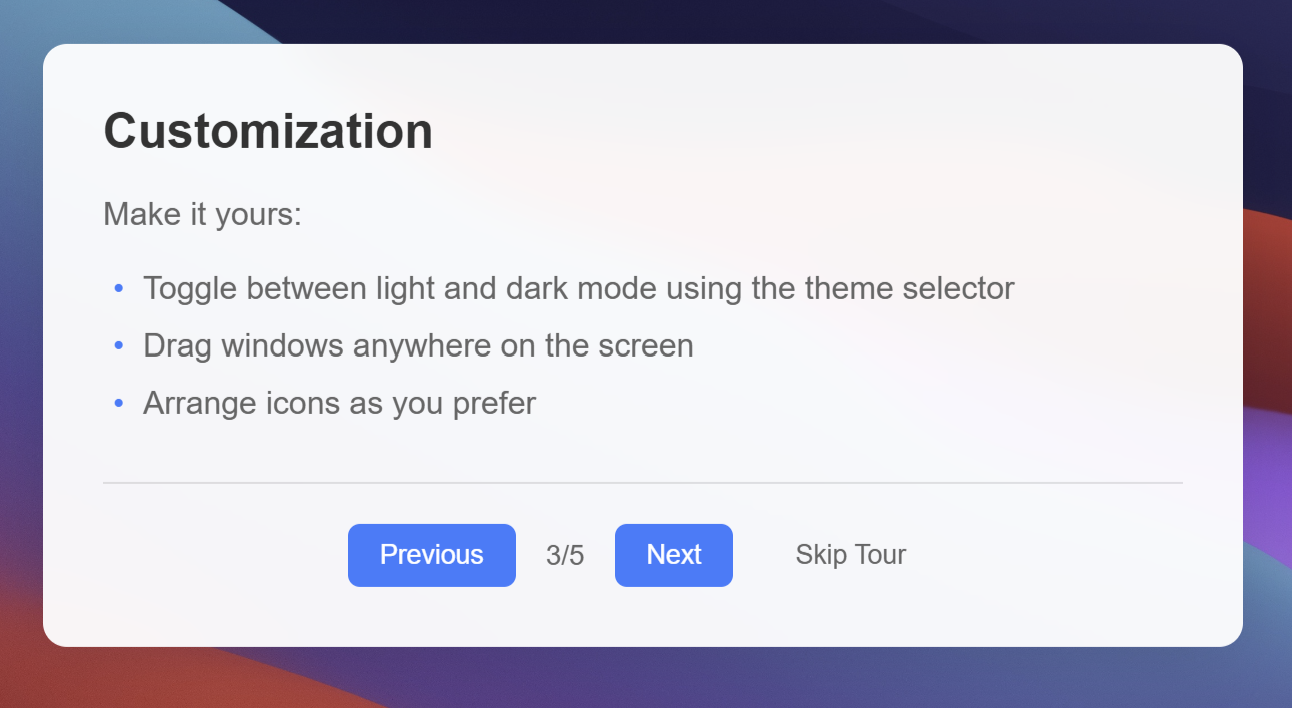 Customization
Make it yours:
• Toggle between light and dark mode using the theme selector
• Drag windows anywhere on the screen
• Arrange icons as you prefer
Previous 3/5 Next Skip Tour